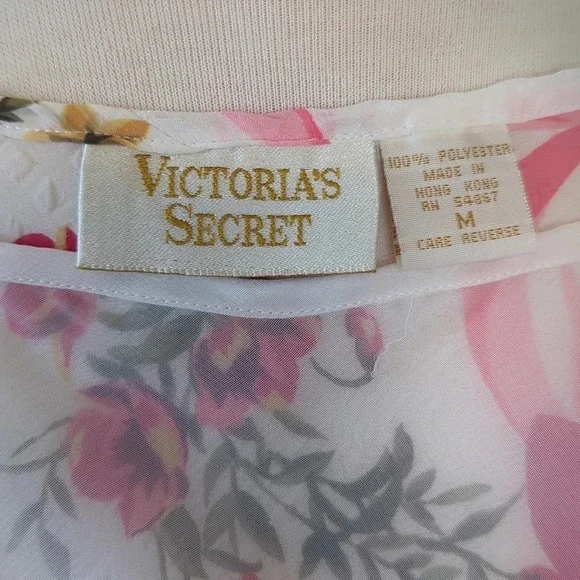 VICTORIA'S
SECRET
100% POLYESTER
MADE IN
HONG KONG
RN 54867
M
CARE REVERSE